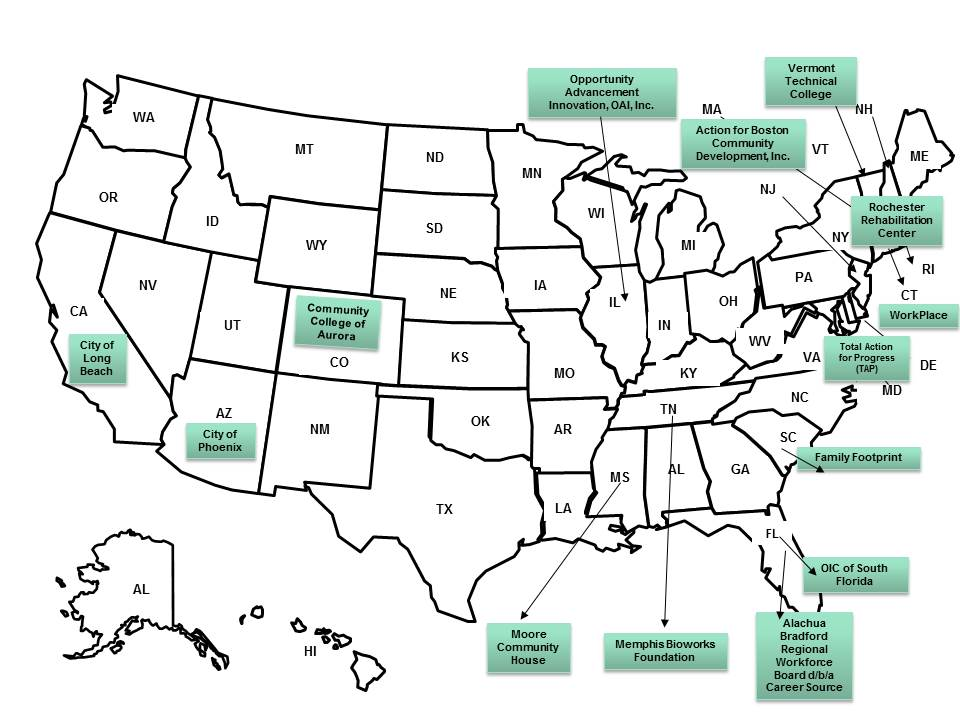 Opportunity
Advancement
Innovation, OAI, Inc.
Vermont
Technical
College
MA
NH
WA
Action for Boston
Community
Development, Inc.
VT
MT
ND
MN
ME
OR
ID
NJ
WY
SD
WI
MI
NY
Rochester
Rehabilitation
Center
RI
NV
IA
NE
IL
OH
PA
CT
CA
Community
College of
Aurora
UT
IN
WorkPlace
City of
Long
Beach
CO
KS
MO
KY
WV
VA
Total Action
for Progress
(TAP)
DE
MD
AZ
City of
Phoenix
NM
OK
AR
TN
NC
SC
Family Footprint
TX
LA
MS
AL
GA
FL
OIC of South
Florida
AL
HI
Moore
Community
House
Memphis Bioworks
Foundation
Alachua
Bradford
Regional
Workforce
Board d/b/a
Career Source